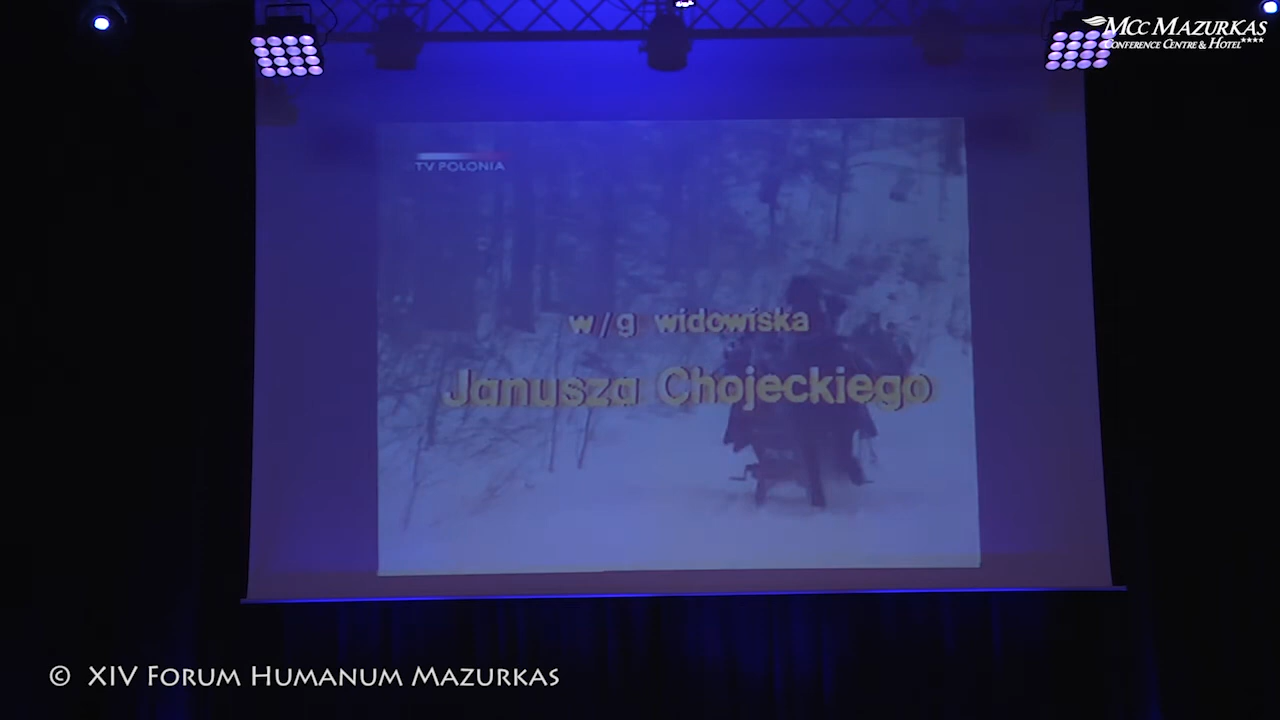 MCC MAZURKAS
CONFERENCE CENTRE & HOTEL****
TV POLONIA
w/g widowiska
Janusza Chojeckiego
© XIV FORUM HUMANUM MAZURKAS